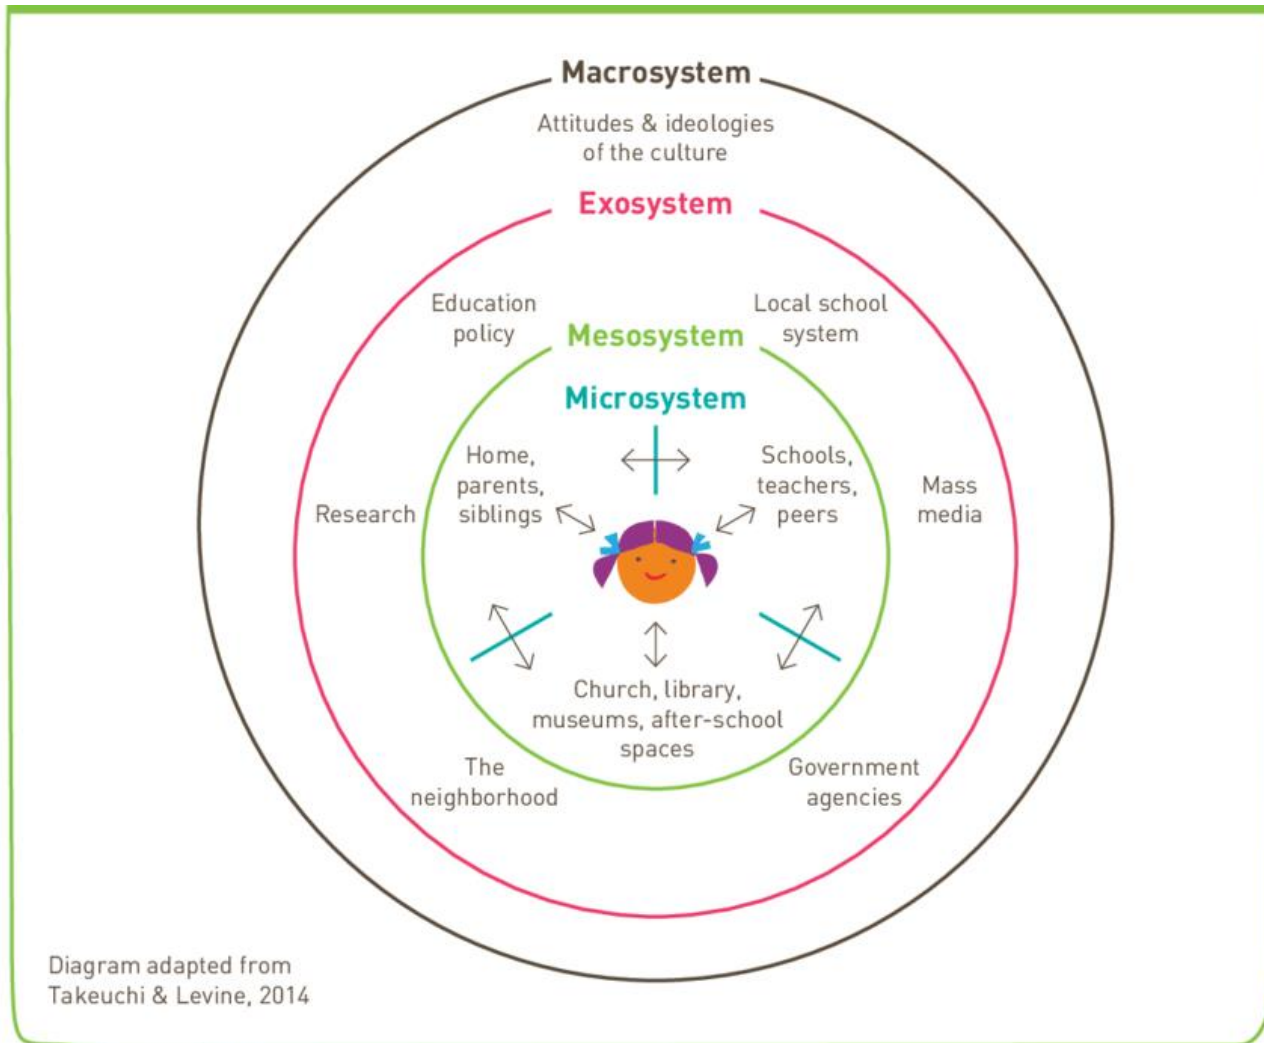 Macrosystem
Attitudes & ideologies
of the culture
Exosystem
Education
policy
Local school
system
Mesosystem
Microsystem
Home,
parents,
siblings
Schools,
teachers,
peers
Research
Mass
media
Church, library,
museums, after-school
spaces
The
neighborhood
Government
agencies
Diagram adapted from
Takeuchi & Levine, 2014